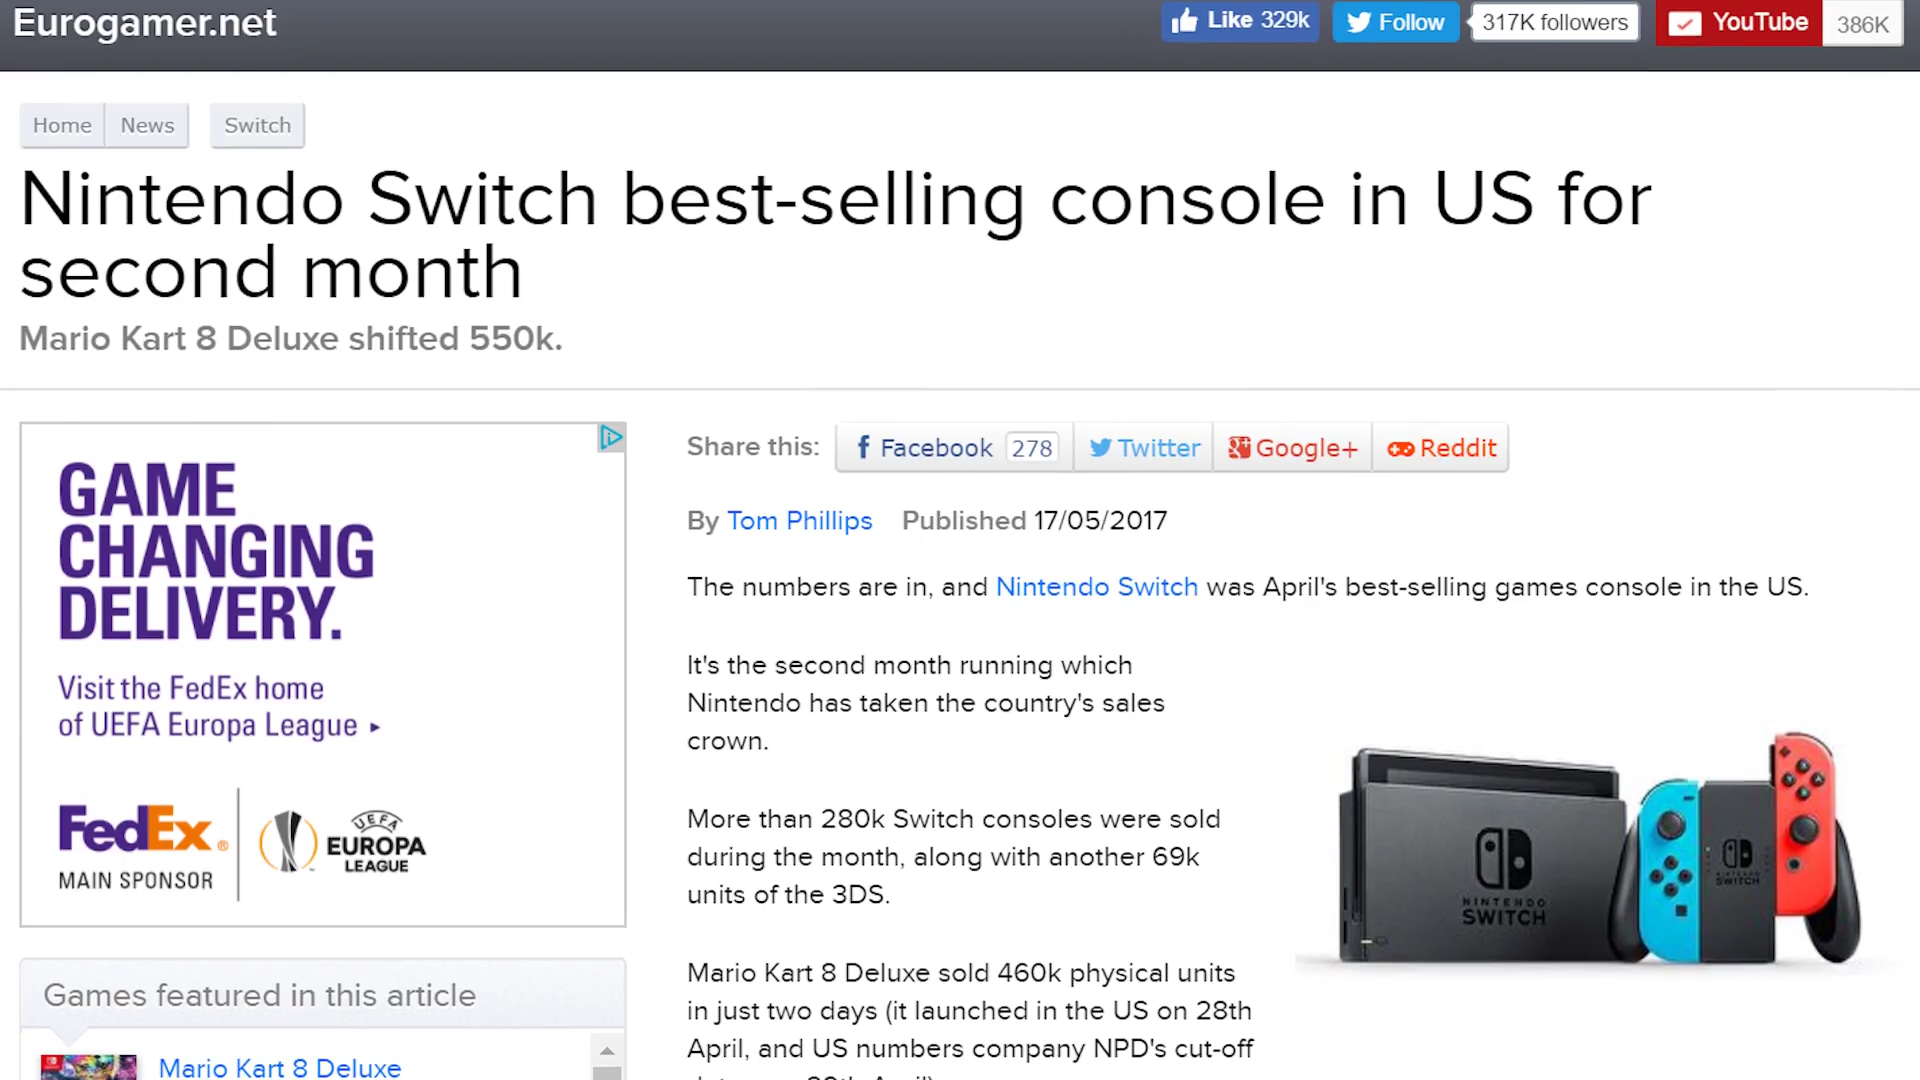 Eurogamer.net
Like 329k
Follow
317K followers
YouTube
386K
Home
News
Switch
Nintendo Switch best-selling console in US for
second month
Mario Kart 8 Deluxe shifted 550k.
GAME
CHANGING
DELIVERY.
Visit the FedEx home
of UEFA Europa League ▸
FedEx®
MAIN SPONSOR
UEFA
EUROPA
LEAGUE
Share this:
Facebook 278
Twitter
Google+
Reddit
By Tom Phillips Published 17/05/2017
The numbers are in, and Nintendo Switch was April's best-selling games console in the US.
It's the second month running which
Nintendo has taken the country's sales
crown.
More than 280k Switch consoles were sold
during the month, along with another 69k
units of the 3DS.
Mario Kart 8 Deluxe sold 460k physical units
in just two days (it launched in the US on 28th
April, and US numbers company NPD's cut-off
NINTENDO
SWITCH
NINTENDO
SWITCH
Games featured in this article
Mario Kart 8 Deluxe